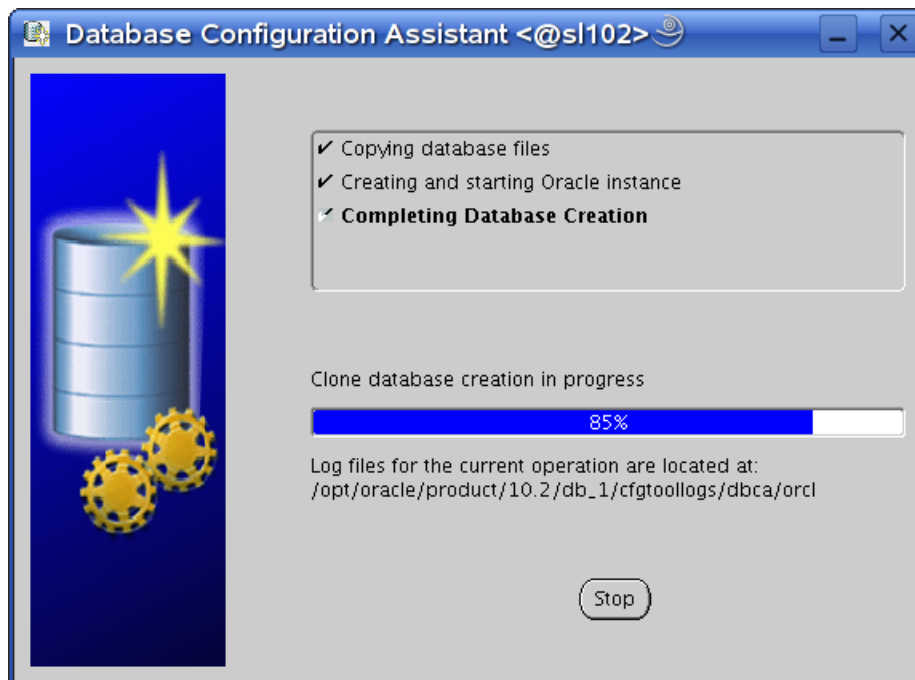 Database Configuration Assistant <@sl102>
Copying database files
Creating and starting Oracle instance
Completing Database Creation
Clone database creation in progress
85%
Log files for the current operation are located at:
/opt/oracle/product/10.2/db_1/cfgtoollogs/dbca/orcl
Stop